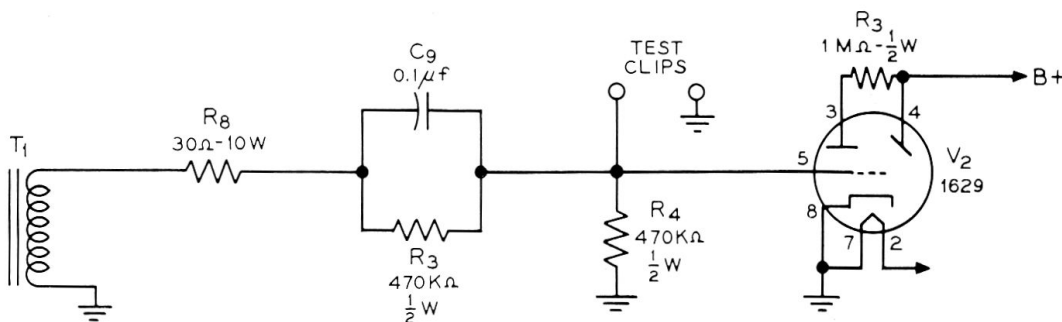 T1
R8
30Ω-10W
C9
0.1μf
R3
470KΩ
1/2 W
TEST
CLIPS
R4
470KΩ
1/2 W
R3
1 MΩ-1/2 W
B+
3
4
5
8
7
2
V2
1629